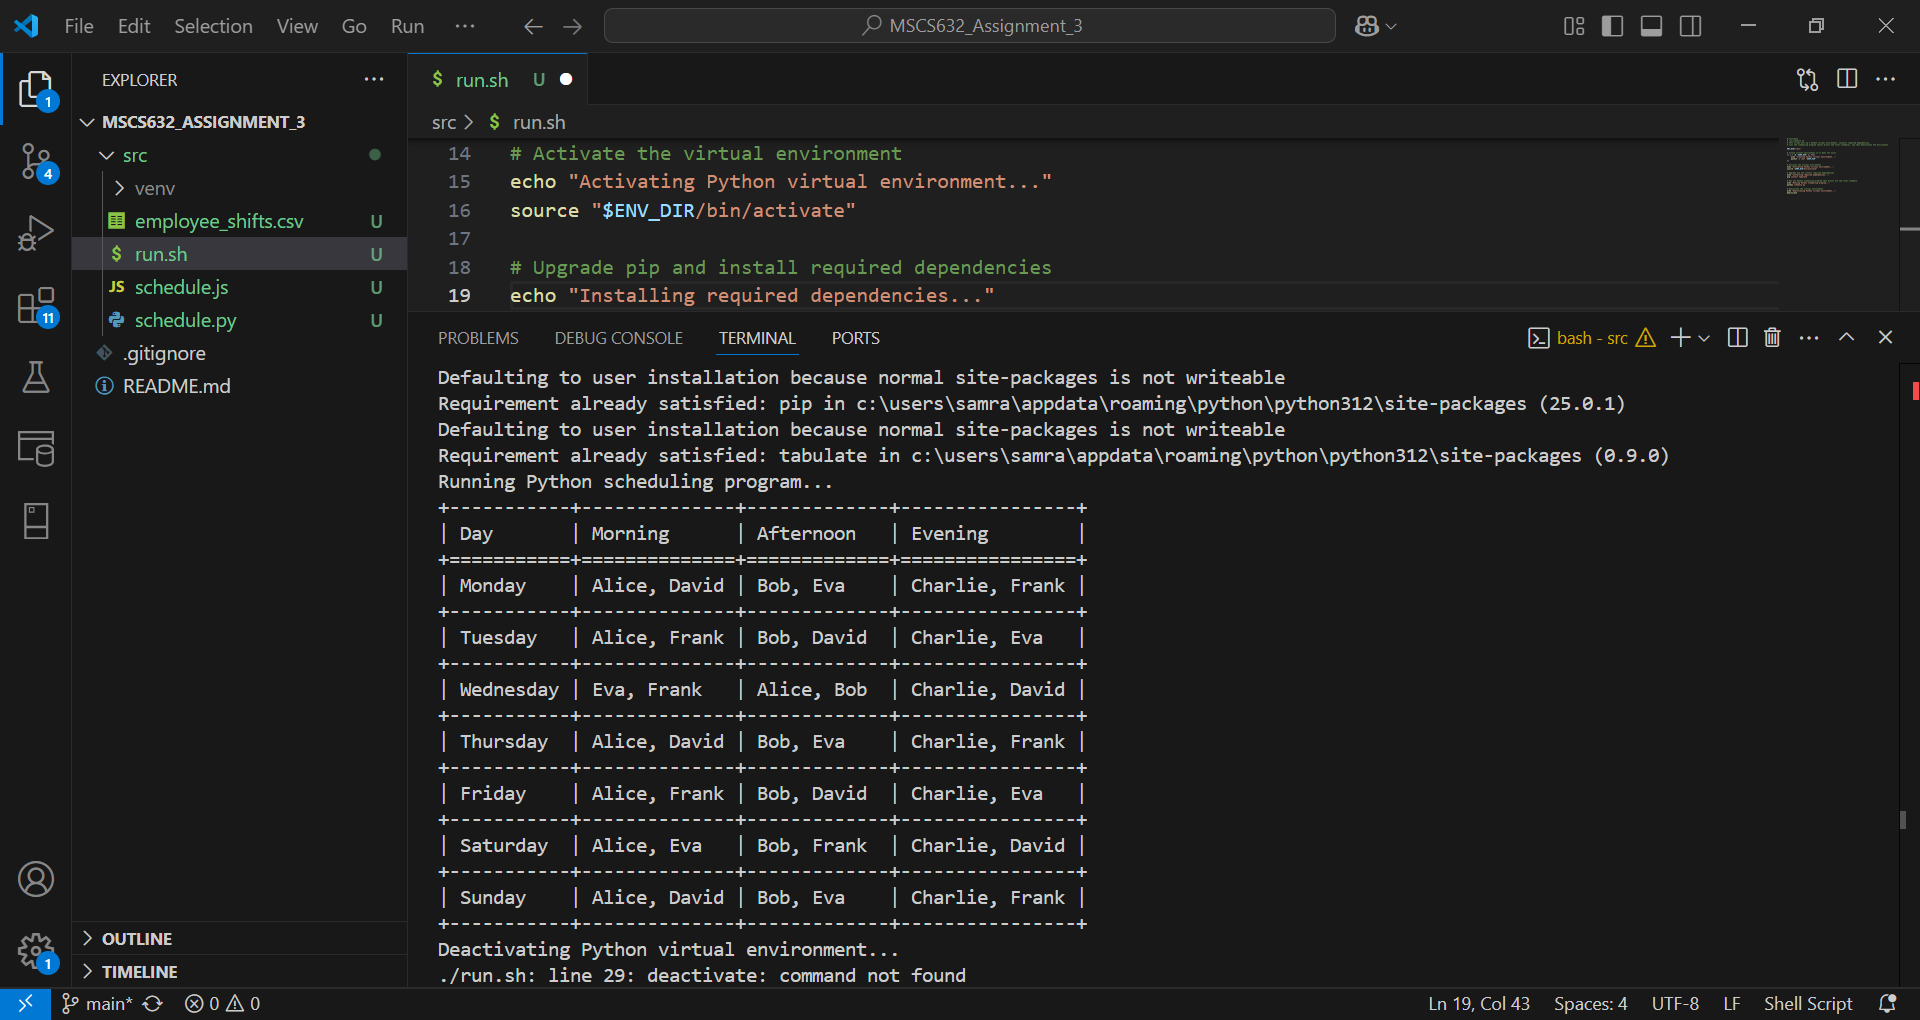 File Edit Selection View Go Run ··· MSCS632_Assignment_3
EXPLORER ···
MSCS632_ASSIGNMENT_3
src
venv
employee_shifts.csv U
$ run.sh U
JS schedule.js U
schedule.py U
.gitignore
README.md
OUTLINE
TIMELINE
1
4
11
1
$ run.sh U
src > $ run.sh
14 # Activate the virtual environment
15 echo "Activating Python virtual environment..."
16 source "$ENV_DIR/bin/activate"
17
18 # Upgrade pip and install required dependencies
19 echo "Installing required dependencies..."
PROBLEMS DEBUG CONSOLE TERMINAL PORTS bash - src
Defaulting to user installation because normal site-packages is not writeable
Requirement already satisfied: pip in c:\users\samra\appdata\roaming\python\python312\site-packages (25.0.1)
Defaulting to user installation because normal site-packages is not writeable
Requirement already satisfied: tabulate in c:\users\samra\appdata\roaming\python\python312\site-packages (0.9.0)
Running Python scheduling program...
+-----------+--------------+-------------+----------------+
| Day       | Morning      | Afternoon   | Evening        |
+===========+==============+=============+================+
| Monday    | Alice, David | Bob, Eva    | Charlie, Frank |
+-----------+--------------+-------------+----------------+
| Tuesday   | Alice, Frank | Bob, David  | Charlie, Eva   |
+-----------+--------------+-------------+----------------+
| Wednesday | Eva, Frank   | Alice, Bob  | Charlie, David |
+-----------+--------------+-------------+----------------+
| Thursday  | Alice, David | Bob, Eva    | Charlie, Frank |
+-----------+--------------+-------------+----------------+
| Friday    | Alice, Frank | Bob, David  | Charlie, Eva   |
+-----------+--------------+-------------+----------------+
| Saturday  | Alice, Eva   | Bob, Frank  | Charlie, David |
+-----------+--------------+-------------+----------------+
| Sunday    | Alice, David | Bob, Eva    | Charlie, Frank |
+-----------+--------------+-------------+----------------+
Deactivating Python virtual environment...
./run.sh: line 29: deactivate: command not found
main* 0 0 Ln 19, Col 43 Spaces: 4 UTF-8 LF Shell Script